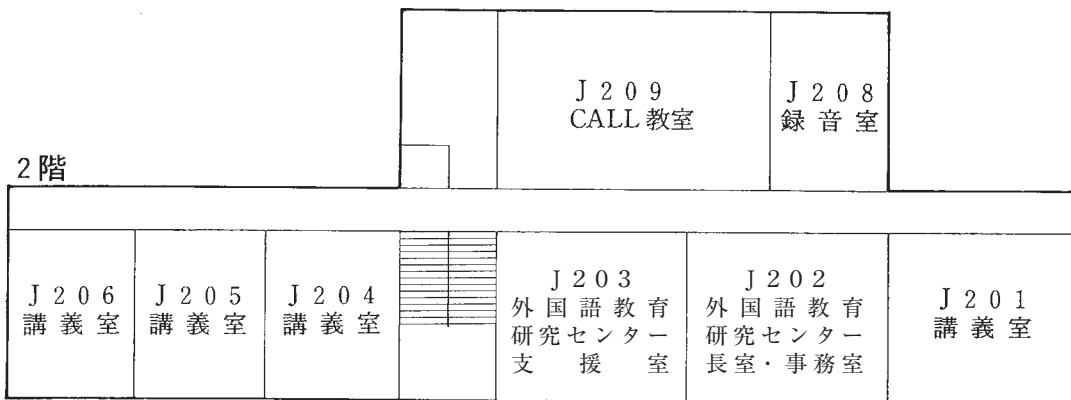 J209
CALL教室
J208
録音室
2階
J206
講義室
J205
講義室
J204
講義室
J203
外国語教育
研究センター
支援室
J202
外国語教育
研究センター
長室・事務室
J201
講義室